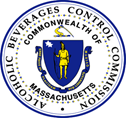 ALCOHOLIC BEVERAGES CONTROL COMMISSION
COMMONWEALTH OF
MASSACHUSETTS